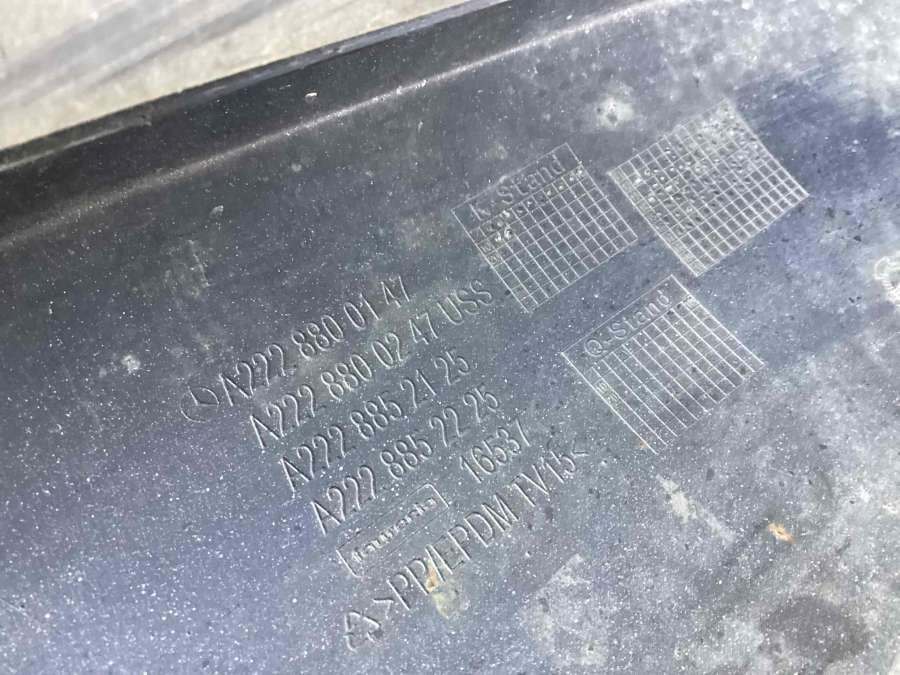 A222 880 01 47
A222 880 02 47 USS
A222 885 21 25
A222 885 22 25
16537
>PP/EPDM TV15<
K-Stand
Q-Stand